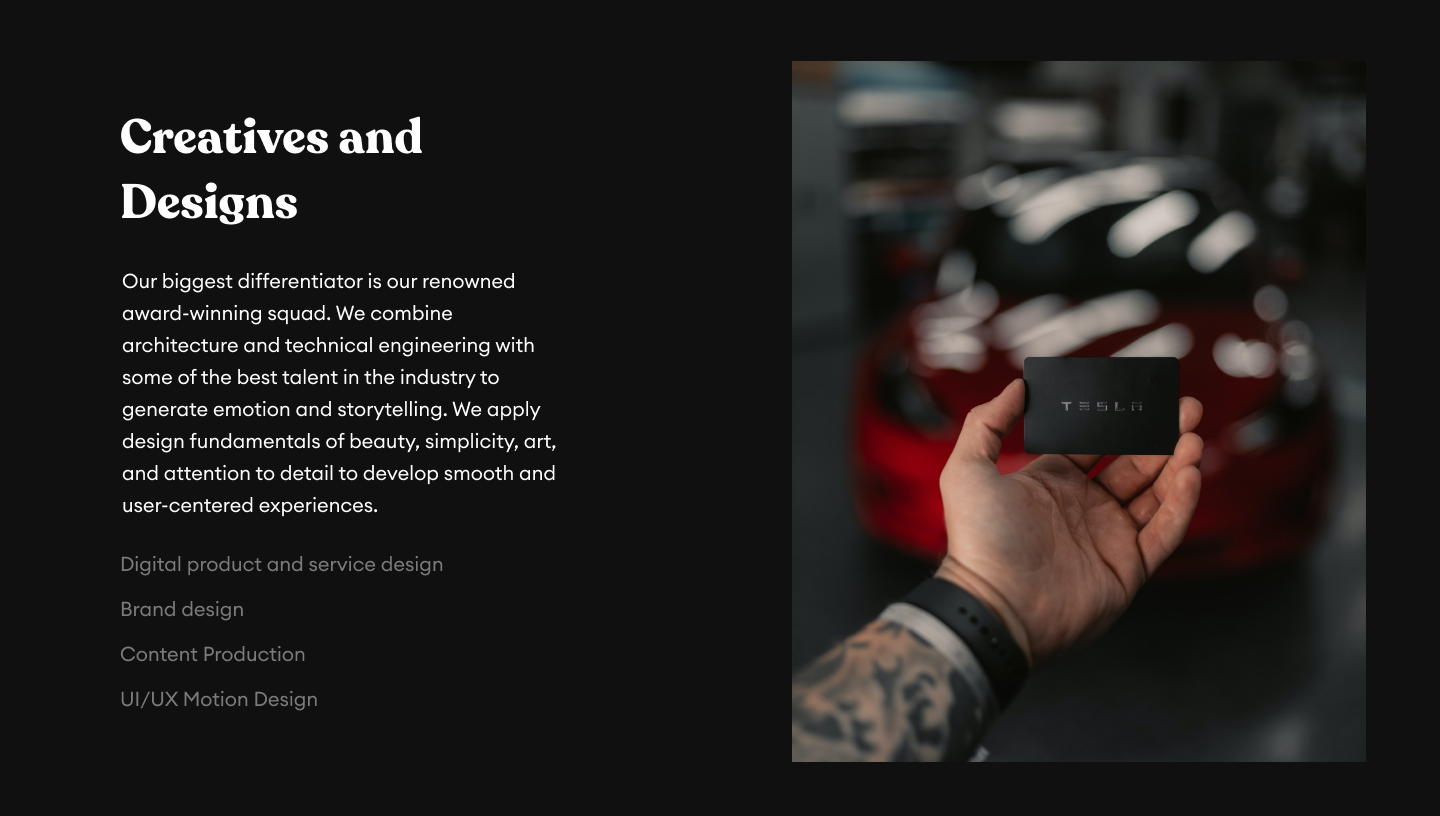 Creatives and
Designs
Our biggest differentiator is our renowned
award-winning squad. We combine
architecture and technical engineering with
some of the best talent in the industry to
generate emotion and storytelling. We apply
design fundamentals of beauty, simplicity, art,
and attention to detail to develop smooth and
user-centered experiences.
Digital product and service design
Brand design
Content Production
UI/UX Motion Design
TESLA